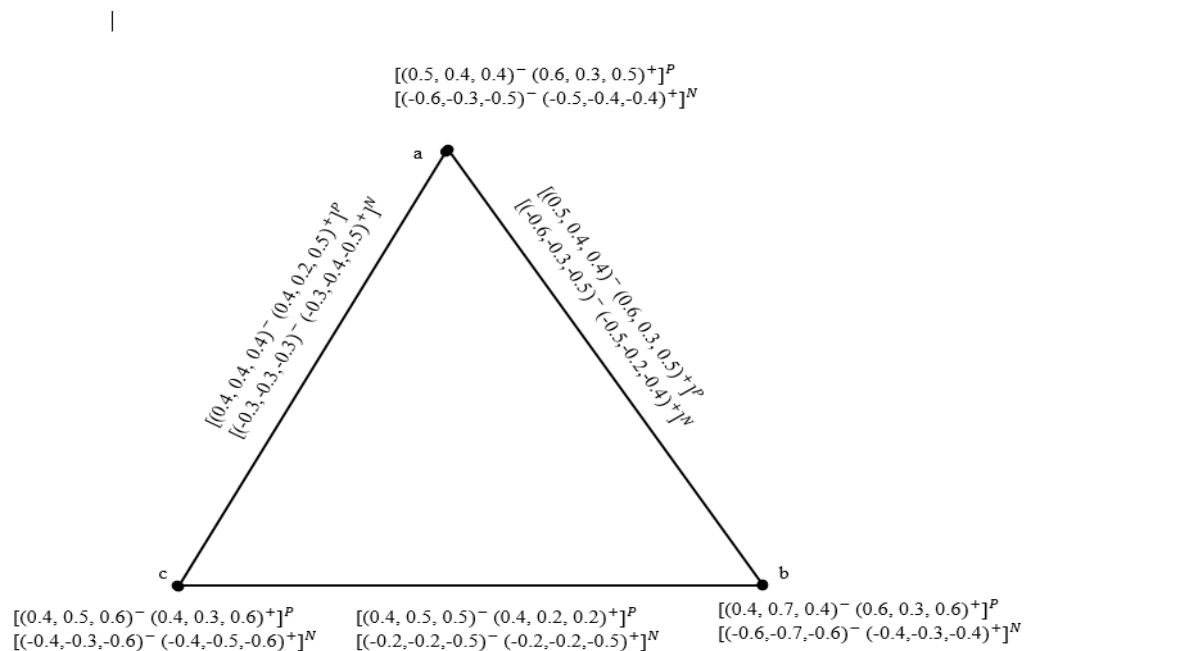 [(0.5, 0.4, 0.4)⁻ (0.6, 0.3, 0.5)⁺]ᴾ
[(-0.6,-0.3,-0.5)⁻ (-0.5,-0.4,-0.4)⁺]ᴺ
a
[(0.4, 0.4, 0.4)⁻ (0.4, 0.2, 0.5)⁺]ᴾ
[(-0.3,-0.3,-0.3)⁻ (-0.3,-0.4,-0.5)⁺]ᴺ
[(0.5, 0.4, 0.4)⁻ (0.6, 0.3, 0.5)⁺]ᴾ
[(-0.6,-0.3,-0.5)⁻ (-0.5,-0.2,-0.4)⁺]ᴺ
c
b
[(0.4, 0.5, 0.6)⁻ (0.4, 0.3, 0.6)⁺]ᴾ
[(-0.4,-0.3,-0.6)⁻ (-0.4,-0.5,-0.6)⁺]ᴺ
[(0.4, 0.5, 0.5)⁻ (0.4, 0.2, 0.2)⁺]ᴾ
[(-0.2,-0.2,-0.5)⁻ (-0.2,-0.2,-0.5)⁺]ᴺ
[(0.4, 0.7, 0.4)⁻ (0.6, 0.3, 0.6)⁺]ᴾ
[(-0.6,-0.7,-0.6)⁻ (-0.4,-0.3,-0.4)⁺]ᴺ